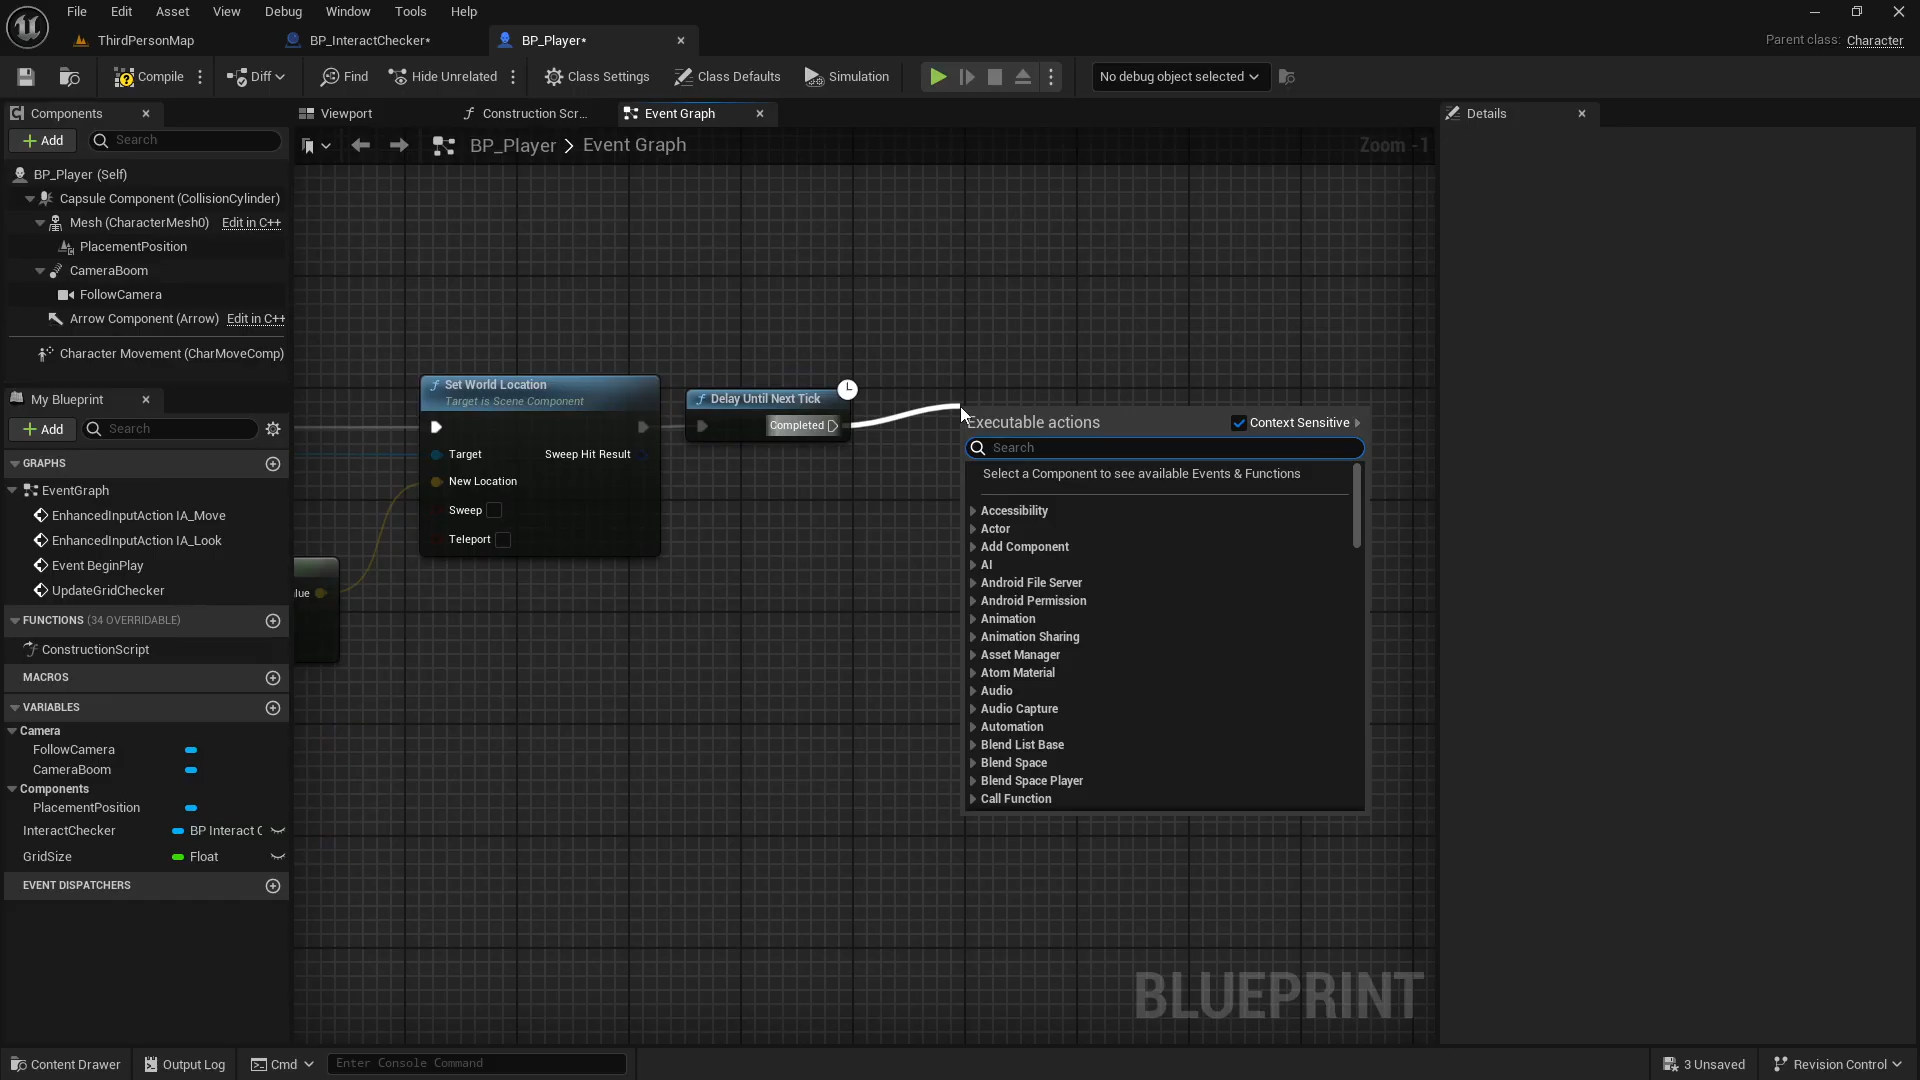 File Edit Asset View Debug Window Tools Help
ThirdPersonMap BP_InteractChecker* BP_Player* Parent class: Character
Compile Diff Find Hide Unrelated Class Settings Class Defaults Simulation No debug object selected
Components Viewport Construction Scr... Event Graph Details
Add Search
BP_Player > Event Graph Zoom -1
BP_Player (Self)
Capsule Component (CollisionCylinder)
Mesh (CharacterMesh0) Edit in C++
PlacementPosition
CameraBoom
FollowCamera
Arrow Component (Arrow) Edit in C++
Character Movement (CharMoveComp)
My Blueprint
Add Search
GRAPHS
EventGraph
EnhancedInputAction IA_Move
EnhancedInputAction IA_Look
Event BeginPlay
UpdateGridChecker
FUNCTIONS (34 OVERRIDABLE)
ConstructionScript
MACROS
VARIABLES
Camera
FollowCamera
CameraBoom
Components
PlacementPosition
InteractChecker BP Interact C
GridSize Float
EVENT DISPATCHERS
Set World Location
Target is Scene Component
Target Sweep Hit Result
New Location
Sweep
Teleport
lue
Delay Until Next Tick
Completed
Executable actions Context Sensitive
Search
Select a Component to see available Events & Functions
Accessibility
Actor
Add Component
AI
Android File Server
Android Permission
Animation
Animation Sharing
Asset Manager
Atom Material
Audio
Audio Capture
Automation
Blend List Base
Blend Space
Blend Space Player
Call Function
BLUEPRINT
Content Drawer Output Log Cmd Enter Console Command 3 Unsaved Revision Control